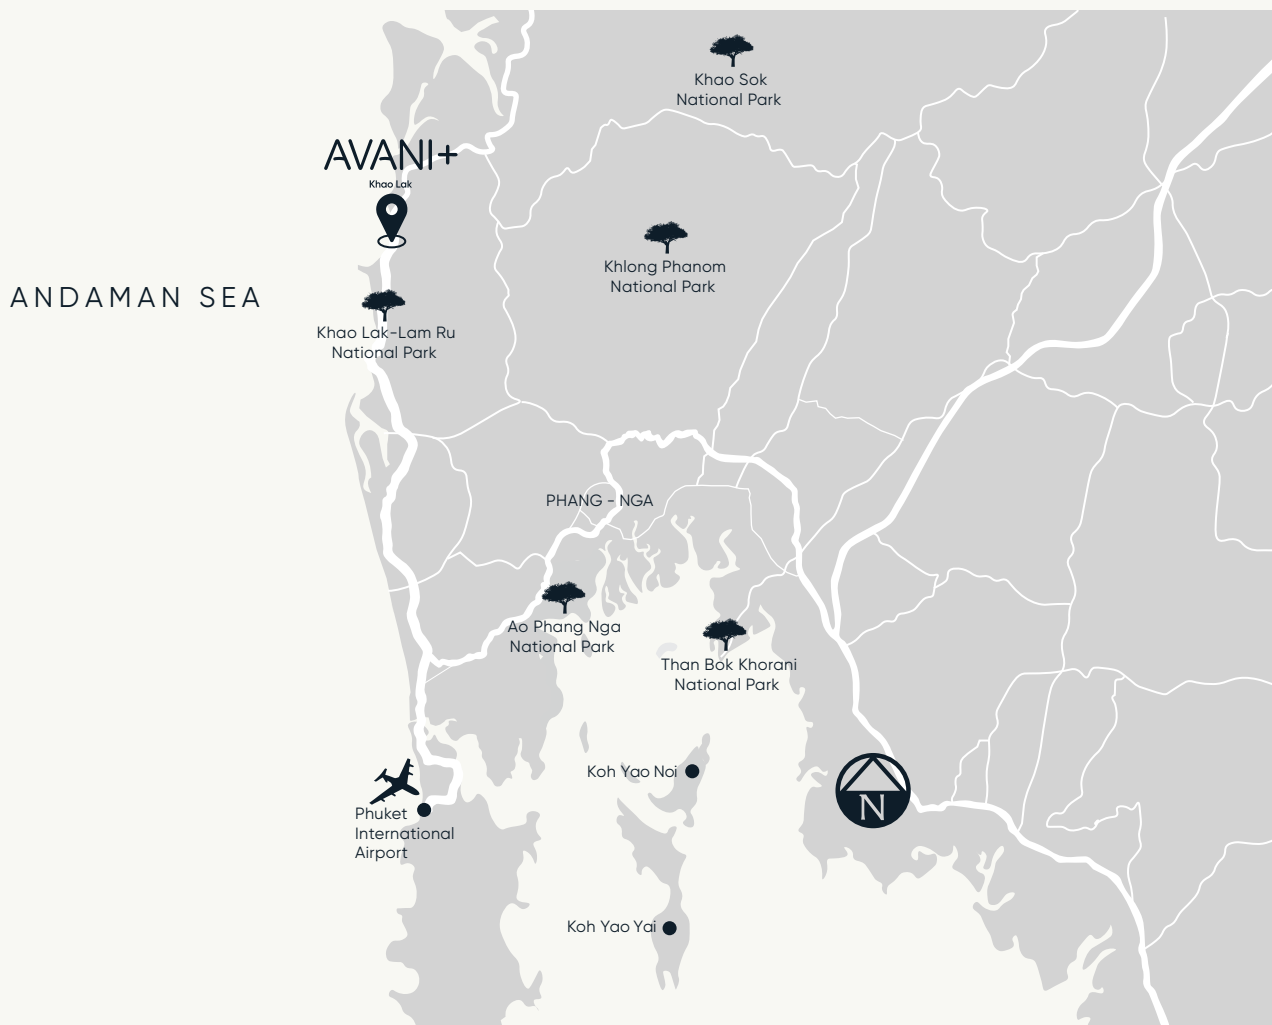 Khao Sok
National Park
AVANI+
Khao Lak
Khlong Phanom
National Park
ANDAMAN SEA
Khao Lak-Lam Ru
National Park
PHANG - NGA
Ao Phang Nga
National Park
Than Bok Khorani
National Park
Koh Yao Noi
N
Phuket
International
Airport
Koh Yao Yai